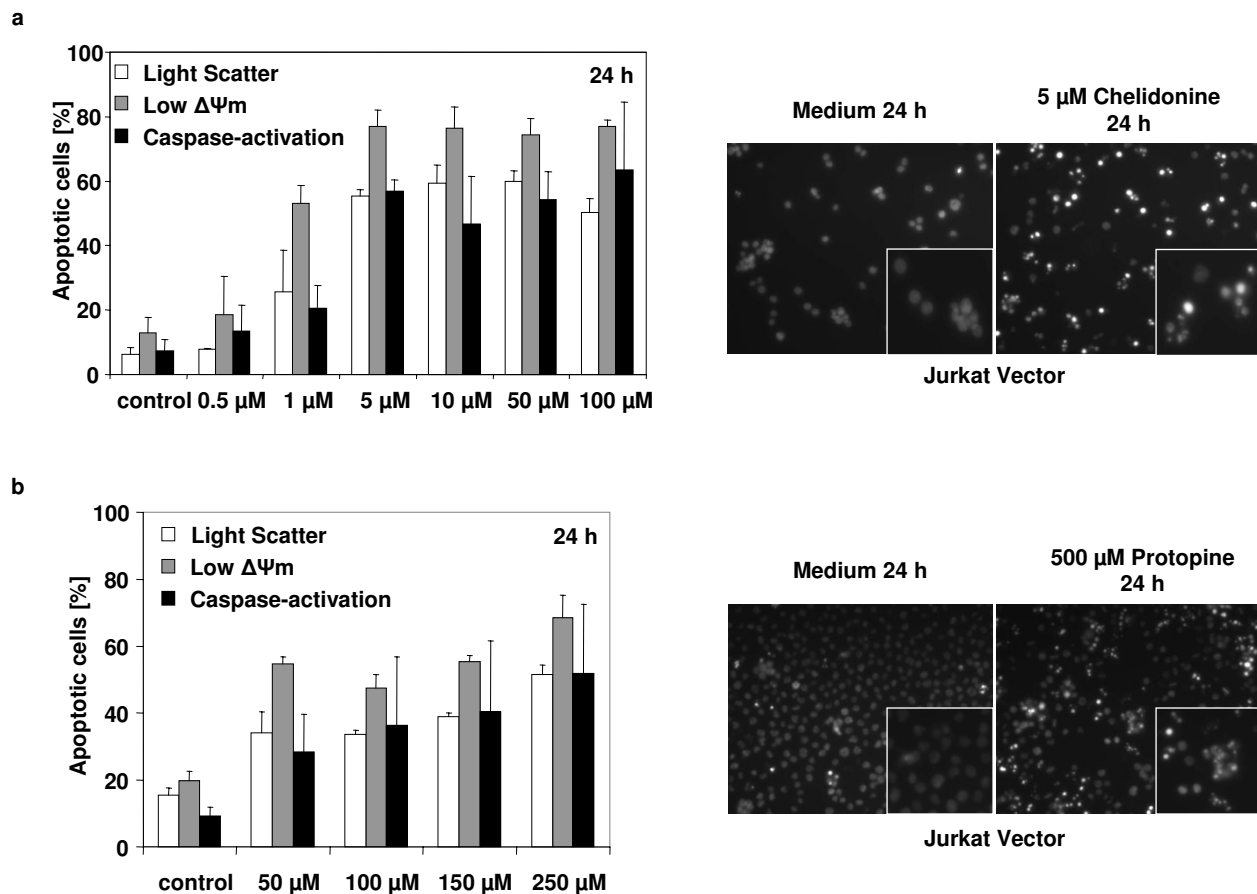 a
100
80
60
40
20
0
Apoptotic cells [%]
Light Scatter
Low ΔΨm
Caspase-activation
24 h
control 0.5 µM 1 µM 5 µM 10 µM 50 µM 100 µM
Medium 24 h
5 µM Chelidonine
24 h
Jurkat Vector
b
100
80
60
40
20
0
Apoptotic cells [%]
Light Scatter
Low ΔΨm
Caspase-activation
24 h
control 50 µM 100 µM 150 µM 250 µM
Medium 24 h
500 µM Protopine
24 h
Jurkat Vector